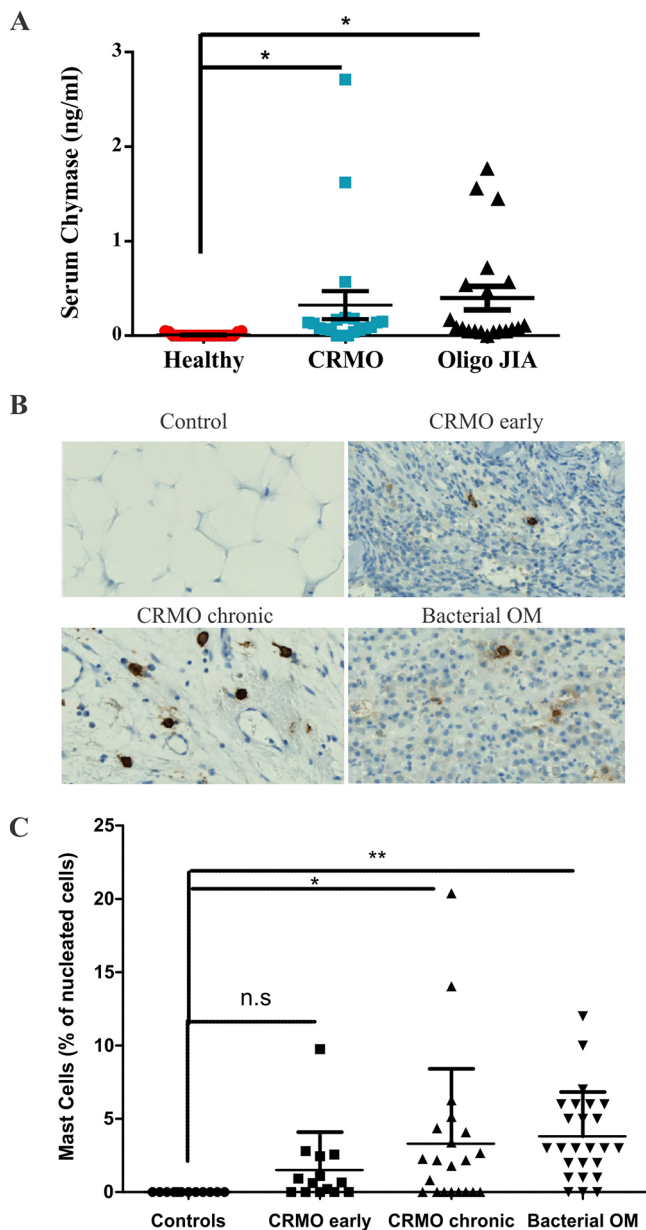 A
Serum Chymase (ng/ml)
3
2
1
0
*
*
Healthy
CRMO
Oligo JIA
B
Control
CRMO early
CRMO chronic
Bacterial OM
C
Mast Cells (% of nucleated cells)
25
20
15
10
5
0
**
*
n.s
Controls
CRMO early
CRMO chronic
Bacterial OM